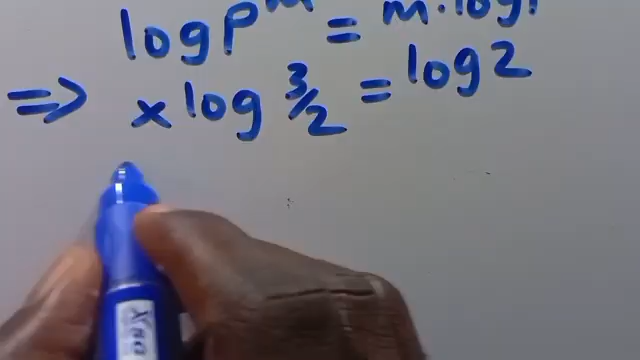 log P^m = m·log
=> x log 3/2 = log 2